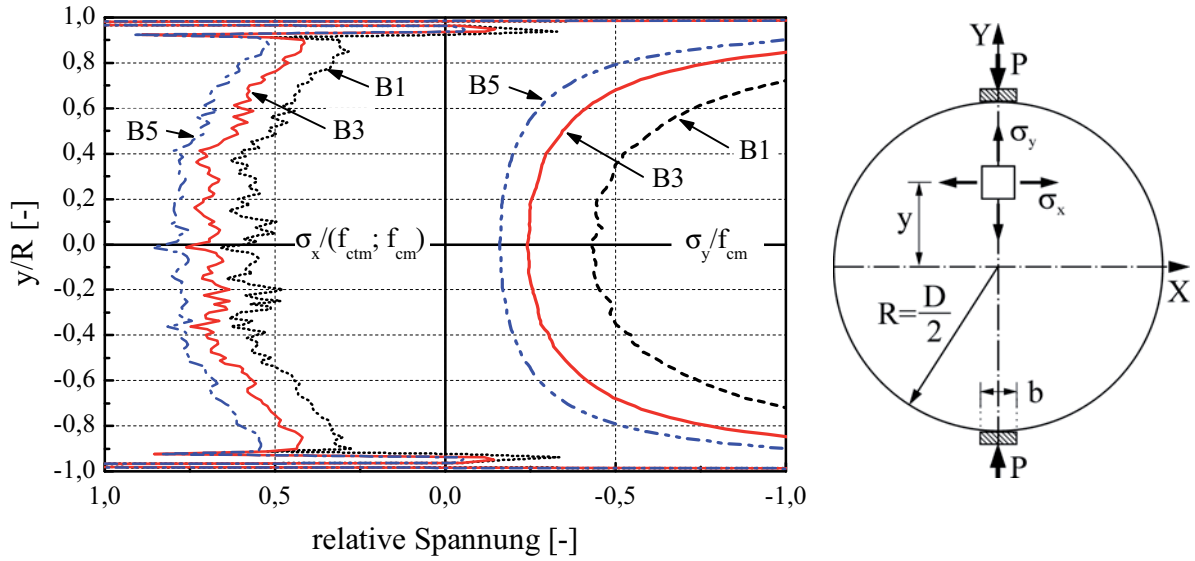 1,0
0,8
0,6
0,4
0,2
0,0
-0,2
-0,4
-0,6
-0,8
-1,0
y/R [-]
1,0 0,5 0,0 -0,5 -1,0
relative Spannung [-]
B5
B3
B1
σx/(fctm; fcm)
B5
B3
B1
σy/fcm
Y
P
σy
σx
y
X
R=D/2
b
P